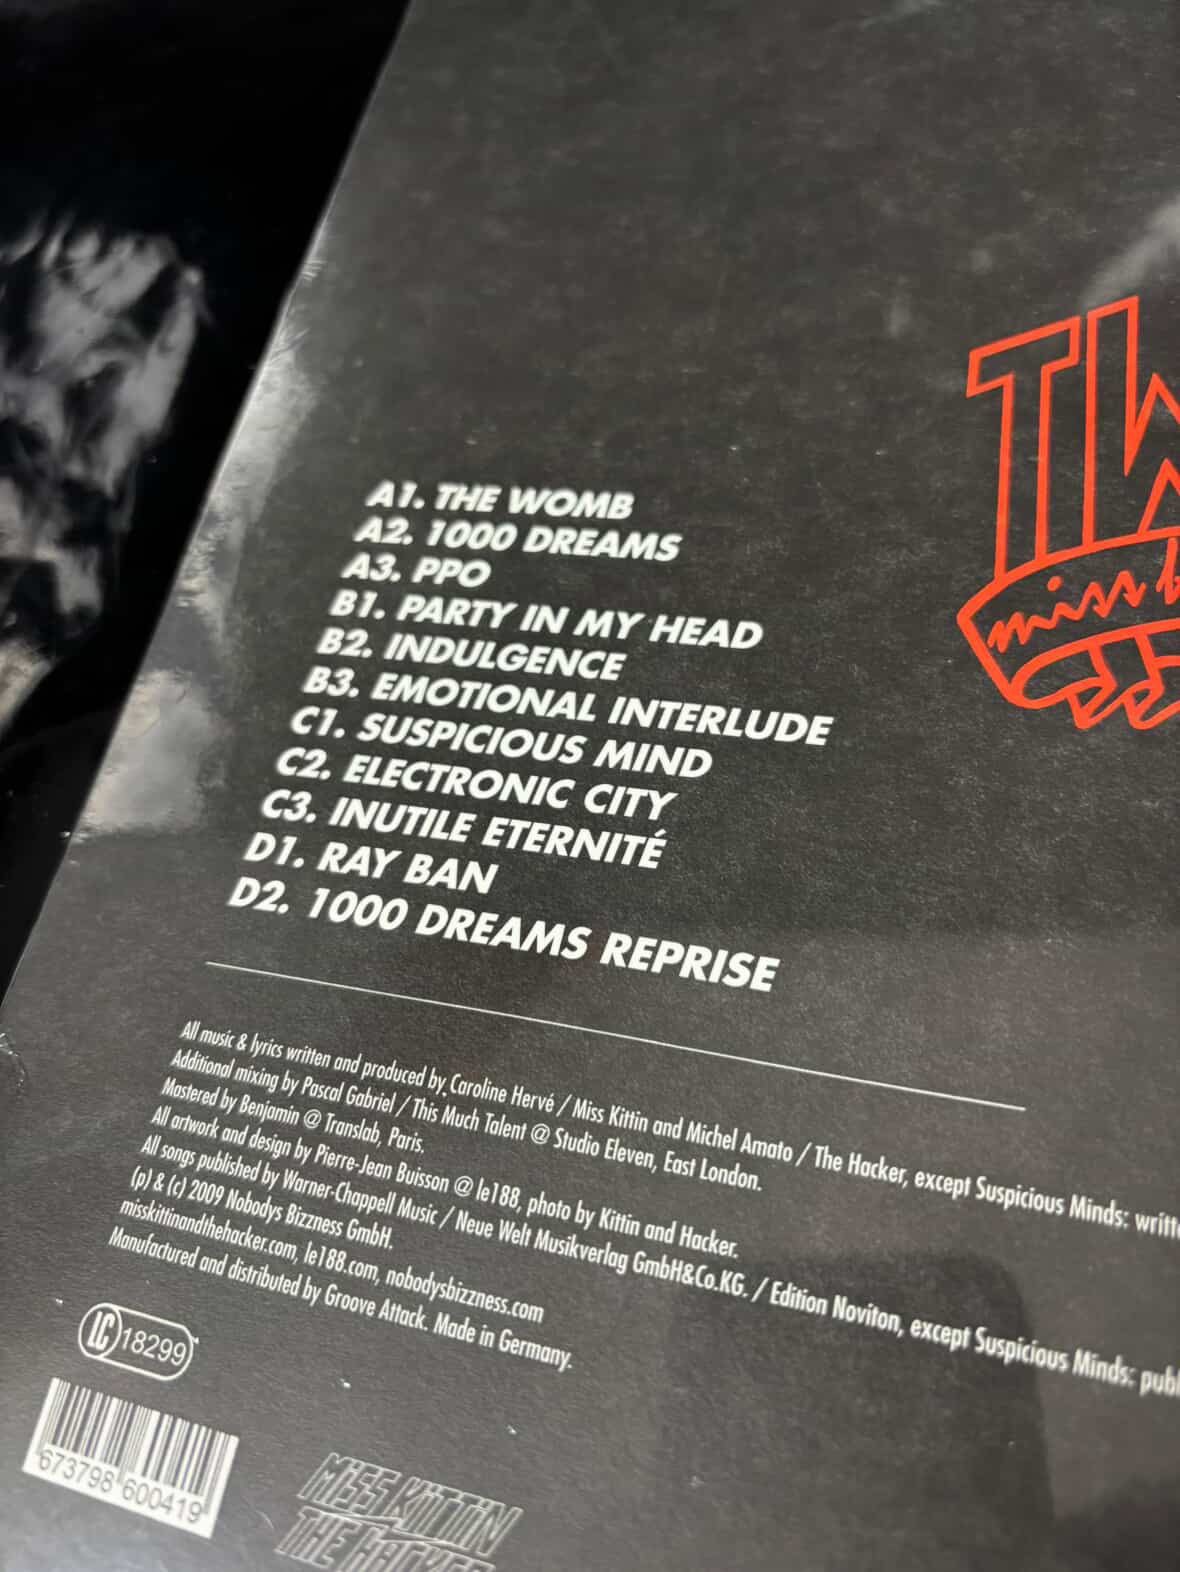 TW
miss
A1. THE WOMB
A2. 1000 DREAMS
A3. PPO
B1. PARTY IN MY HEAD
B2. INDULGENCE
B3. EMOTIONAL INTERLUDE
C1. SUSPICIOUS MIND
C2. ELECTRONIC CITY
C3. INUTILE ETERNITÉ
D1. RAY BAN
D2. 1000 DREAMS REPRISE
All music & lyrics written and produced by Caroline Hervé / Miss Kittin and Michel Amato / The Hacker, except Suspicious Minds: writte
Additional mixing by Pascal Gabriel / This Much Talent @ Studio Eleven, East London.
Mastered by Benjamin @ Translab, Paris.
All artwork and design by Pierre-Jean Buisson @ le188, photo by Kittin and Hacker.
All songs published by Warner-Chappell Music / Neue Welt Musikverlag GmbH&Co.KG. / Edition Noviton, except Suspicious Minds: publ
(p) & (c) 2009 Nobodys Bizzness GmbH.
misskittinandthehacker.com, le188.com, nobodysbizzness.com
Manufactured and distributed by Groove Attack. Made in Germany.
LC 18299
673798 600419
MISS KITTIN
THE HACKER